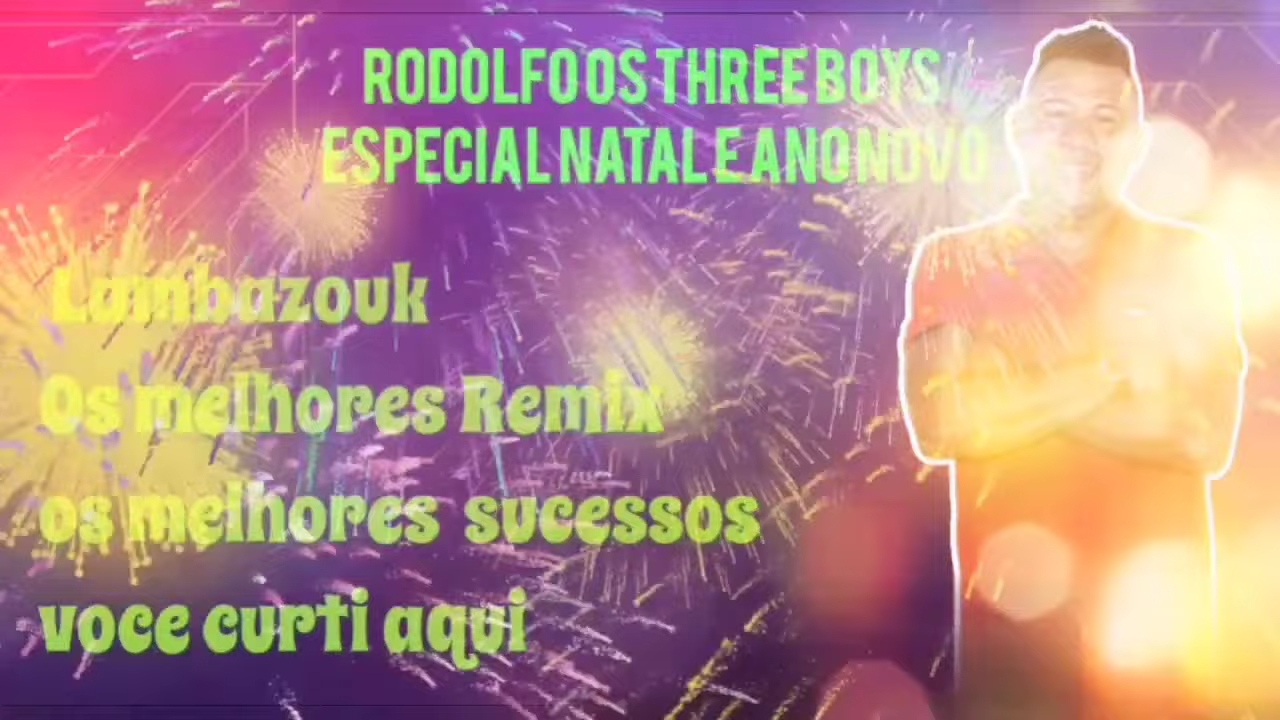 RODOLFO OS THREE BOYS
ESPECIAL NATAL E ANO NOVO
Lambazouk
Os melhores Remix
os melhores sucessos
voce curti aqui